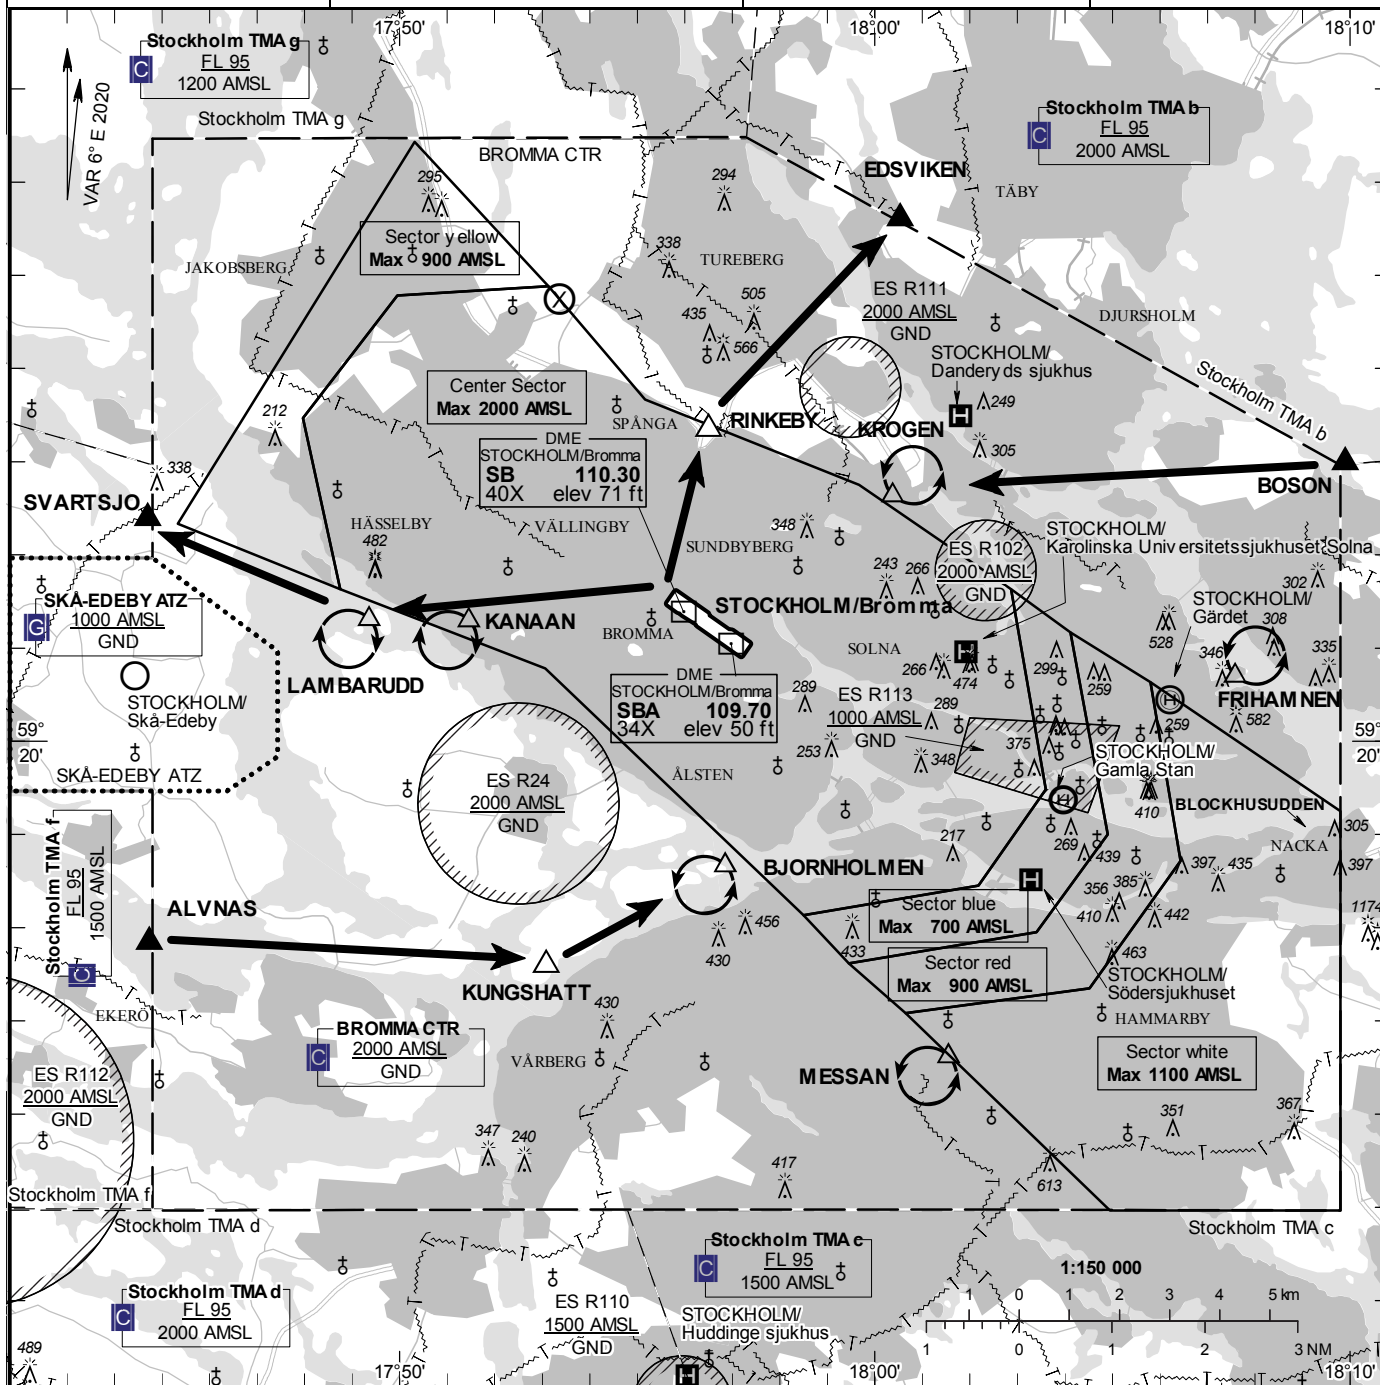 17°50'
18°00'
18°10'
Stockholm TMA g
FL 95
1200 AMSL
C
VAR 6° E 2020
Stockholm TMA g
BROMMA CTR
Stockholm TMA b
FL 95
2000 AMSL
C
EDSVIKEN
TÄBY
295
294
Sector yellow
Max 900 AMSL
JAKOBSBERG
338
TUREBERG
505
435
566
ES R111
2000 AMSL
GND
DJURSHOLM
X
STOCKHOLM/
Danderyds sjukhus
H
249
Stockholm TMA b
Center Sector
Max 2000 AMSL
212
SPÅNGA
RINKEBY
KROGEN
305
DME
STOCKHOLM/Bromma
SB 110.30
40X elev 71 ft
338
SVARTSJO
BOSON
HÄSSELBY
482
VÄLLINGBY
SUNDBYBERG
348
STOCKHOLM/
Karolinska Universitetssjukhuset Solna
ES R102
2000 AMSL
GND
243
266
302
SKÅ-EDEBY ATZ
1000 AMSL
GND
G
STOCKHOLM/Bromma
STOCKHOLM/
Gärdet
308
KANAAN
BROMMA
SOLNA
528
346
335
LAMBARUDD
266
H
474
299
259
FRIHAMNEN
DME
STOCKHOLM/Bromma
SBA 109.70
34X elev 50 ft
STOCKHOLM/
Skå-Edeby
289
ES R113
1000 AMSL
GND
289
H
259
582
59°
20'
59°
20'
253
348
375
STOCKHOLM/
Gamla Stan
SKÅ-EDEBY ATZ
ÅLSTEN
ES R24
2000 AMSL
GND
H
410
BLOCKHUSUDDEN
305
NACKA
Stockholm TMA f
FL 95
1500 AMSL
C
217
269
439
BJORNHOLMEN
H
397
435
397
356
385
ALVNAS
Sector blue
Max 700 AMSL
410
442
1174
456
430
433
463
Sector red
Max 900 AMSL
STOCKHOLM/
Södersjukhuset
KUNGSHATT
EKERÖ
430
HAMMARBY
BROMMA CTR
2000 AMSL
GND
C
VÅRBERG
Sector white
Max 1100 AMSL
ES R112
2000 AMSL
GND
MESSAN
347
240
351
367
417
613
Stockholm TMA f
Stockholm TMA d
Stockholm TMA c
Stockholm TMA c
FL 95
1500 AMSL
C
1:150 000
1 0 1 2 3 4 5 km
1 0 1 2 3 NM
Stockholm TMA d
FL 95
2000 AMSL
C
ES R110
1500 AMSL
GND
STOCKHOLM/
Huddinge sjukhus
H
489
17°50'
18°00'
18°10'